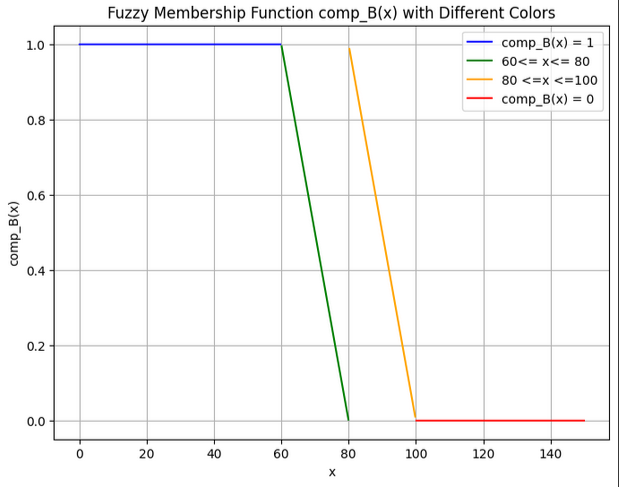 Fuzzy Membership Function comp_B(x) with Different Colors
comp_B(x) = 1
60<= x<= 80
80 <=x <=100
comp_B(x) = 0
1.0
0.8
0.6
0.4
0.2
0.0
comp_B(x)
0 20 40 60 80 100 120 140
x